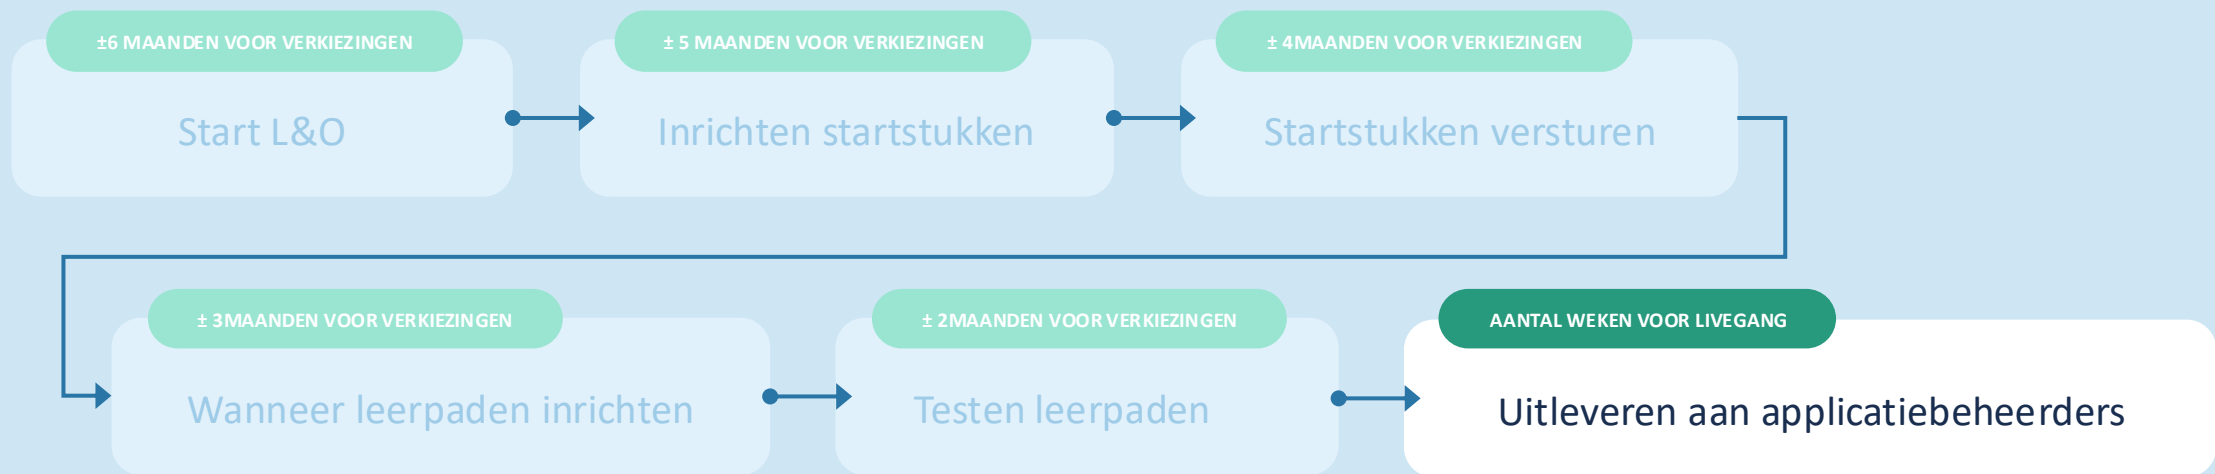 ±6 MAANDEN VOOR VERKIEZINGEN
Start L&O
± 5 MAANDEN VOOR VERKIEZINGEN
Inrichten startstukken
± 4MAANDEN VOOR VERKIEZINGEN
Startstukken versturen
± 3MAANDEN VOOR VERKIEZINGEN
Wanneer leerpaden inrichten
± 2MAANDEN VOOR VERKIEZINGEN
Testen leerpaden
AANTAL WEKEN VOOR LIVEGANG
Uitleveren aan applicatiebeheerders